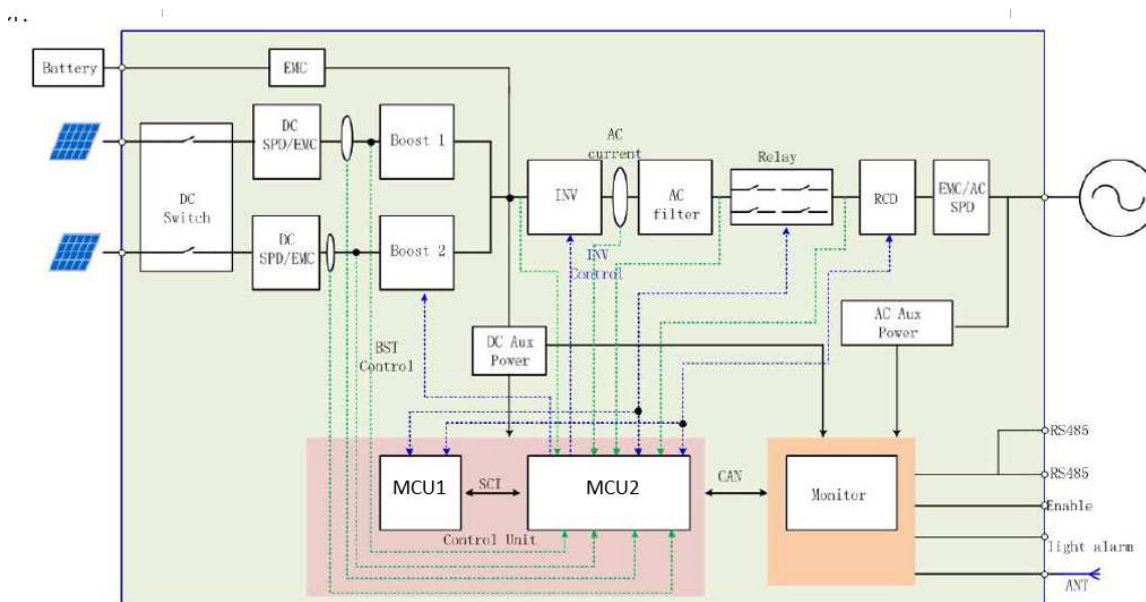 Battery
EMC
DC
SPD/EMC
Boost 1
DC
Switch
DC
SPD/EMC
Boost 2
INV
AC
current
AC
filter
Relay
RCD
EMC/AC
SPD
INV
Control
BST
Control
DC Aux
Power
AC Aux
Power
MCU1
SCI
MCU2
CAN
Control Unit
Monitor
RS485
RS485
Enable
light alarm
ANT